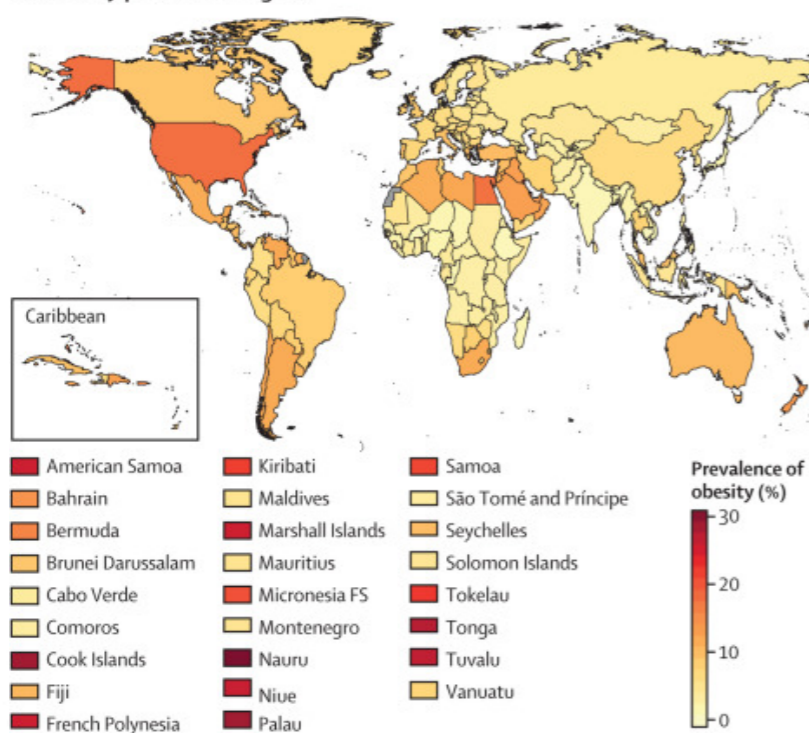 Caribbean
American Samoa
Bahrain
Bermuda
Brunei Darussalam
Cabo Verde
Comoros
Cook Islands
Fiji
French Polynesia
Kiribati
Maldives
Marshall Islands
Mauritius
Micronesia FS
Montenegro
Nauru
Niue
Palau
Samoa
São Tomé and Príncipe
Seychelles
Solomon Islands
Tokelau
Tonga
Tuvalu
Vanuatu
Prevalence of
obesity (%)
30
20
10
0